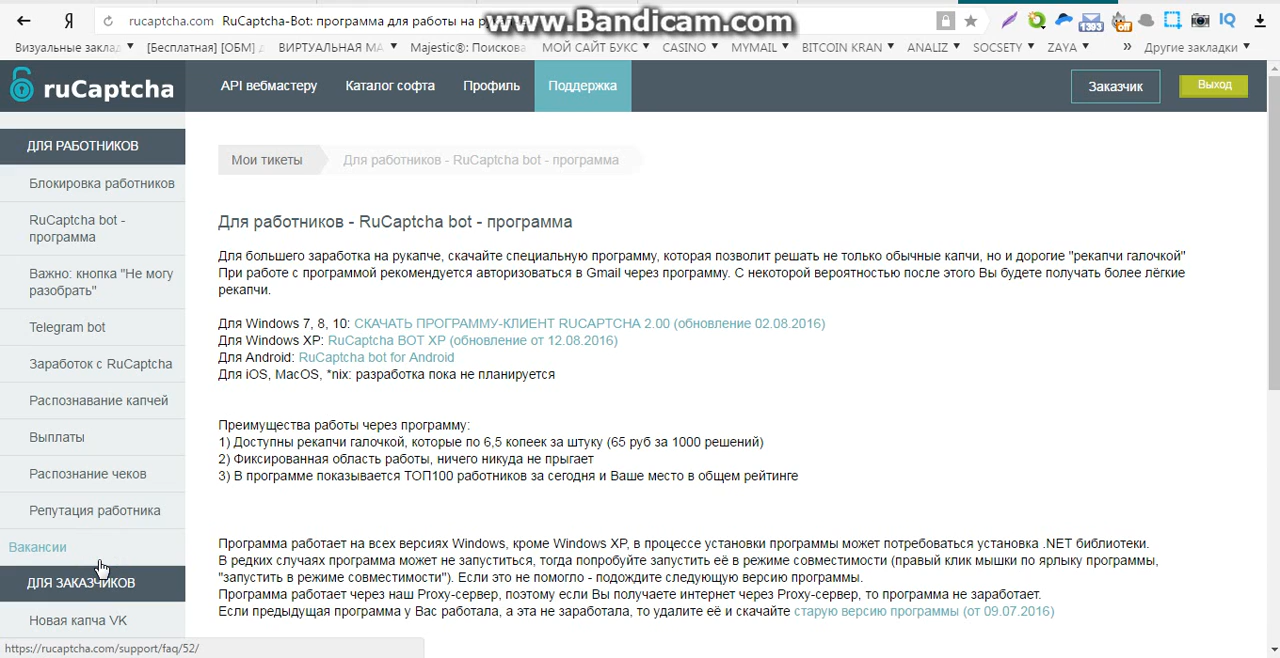 Я
rucaptcha.com RuCaptcha-Bot: программа для работы на
www.Bandicam.com
1393
off
IQ
Визуальные заклад
[Бесплатная] [ОБМ]
ВИРТУАЛЬНАЯ МА
Majestic®: Поискова
МОЙ САЙТ БУКС
CASINO
MYMAIL
BITCOIN KRAN
ANALIZ
SOCSETY
ZAYA
»
Другие закладки
ruCaptcha
API вебмастеру
Каталог софта
Профиль
Поддержка
Заказчик
Выход
ДЛЯ РАБОТНИКОВ
Блокировка работников
RuCaptcha bot -
программа
Важно: кнопка "Не могу
разобрать"
Telegram bot
Заработок с RuCaptcha
Распознавание капчей
Выплаты
Распознание чеков
Репутация работника
Вакансии
ДЛЯ ЗАКАЗЧИКОВ
Новая капча VK
Мои тикеты
Для работников - RuCaptcha bot - программа
Для работников - RuCaptcha bot - программа
Для большего заработка на рукапче, скачайте специальную программу, которая позволит решать не только обычные капчи, но и дорогие "рекапчи галочкой"
При работе с программой рекомендуется авторизоваться в Gmail через программу. С некоторой вероятностью после этого Вы будете получать более лёгкие
рекапчи.
Для Windows 7, 8, 10: СКАЧАТЬ ПРОГРАММУ-КЛИЕНТ RUCAPTCHA 2.00 (обновление 02.08.2016)
Для Windows XP: RuCaptcha BOT XP (обновление от 12.08.2016)
Для Android: RuCaptcha bot for Android
Для iOS, MacOS, *nix: разработка пока не планируется
Преимущества работы через программу:
1) Доступны рекапчи галочкой, которые по 6,5 копеек за штуку (65 руб за 1000 решений)
2) Фиксированная область работы, ничего никуда не прыгает
3) В программе показывается ТОП100 работников за сегодня и Ваше место в общем рейтинге
Программа работает на всех версиях Windows, кроме Windows XP, в процессе установки программы может потребоваться установка .NET библиотеки.
В редких случаях программа может не запуститься, тогда попробуйте запустить её в режиме совместимости (правый клик мышки по ярлыку программы,
"запустить в режиме совместимости"). Если это не помогло - подождите следующую версию программы.
Программа работает через наш Proxy-сервер, поэтому если Вы получаете интернет через Proxy-сервер, то программа не заработает.
Если предыдущая программа у Вас работала, а эта не заработала, то удалите её и скачайте старую версию программы (от 09.07.2016)
https://rucaptcha.com/support/faq/52/